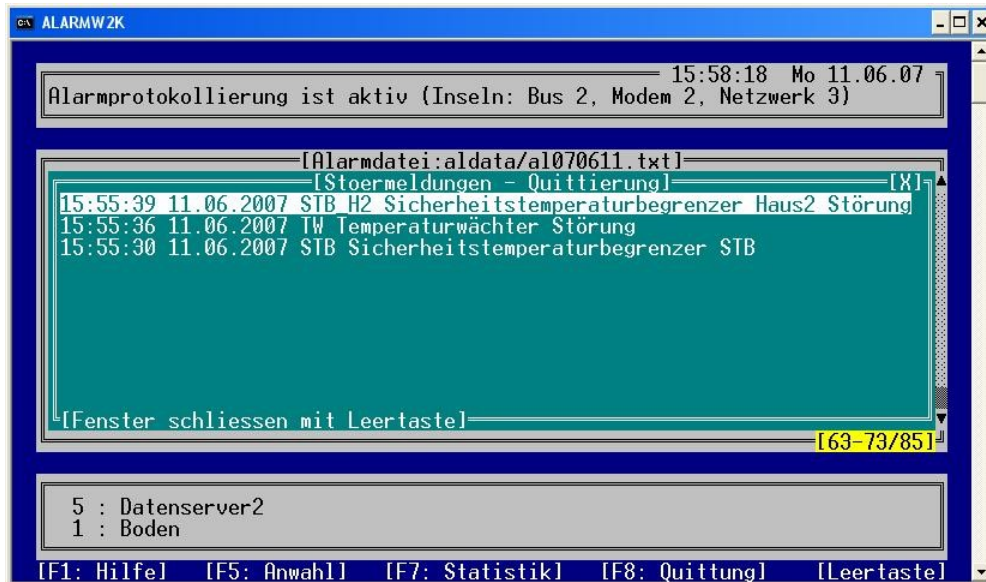 ALARMW2K
15:58:18 Mo 11.06.07
Alarmprotokollierung ist aktiv (Inseln: Bus 2, Modem 2, Netzwerk 3)
[Alarmdatei:aldata/al070611.txt]
[Stoermeldungen - Quittierung] [X]
15:55:39 11.06.2007 STB_H2 Sicherheitstemperaturbegrenzer Haus2 Störung
15:55:36 11.06.2007 TW Temperaturwächter Störung
15:55:30 11.06.2007 STB Sicherheitstemperaturbegrenzer STB
[Fenster schliessen mit Leertaste]
[63-73/85]
5 : Datenserver2
1 : Boden
[F1: Hilfe] [F5: Anwahl] [F7: Statistik] [F8: Quittung] [Leertaste]